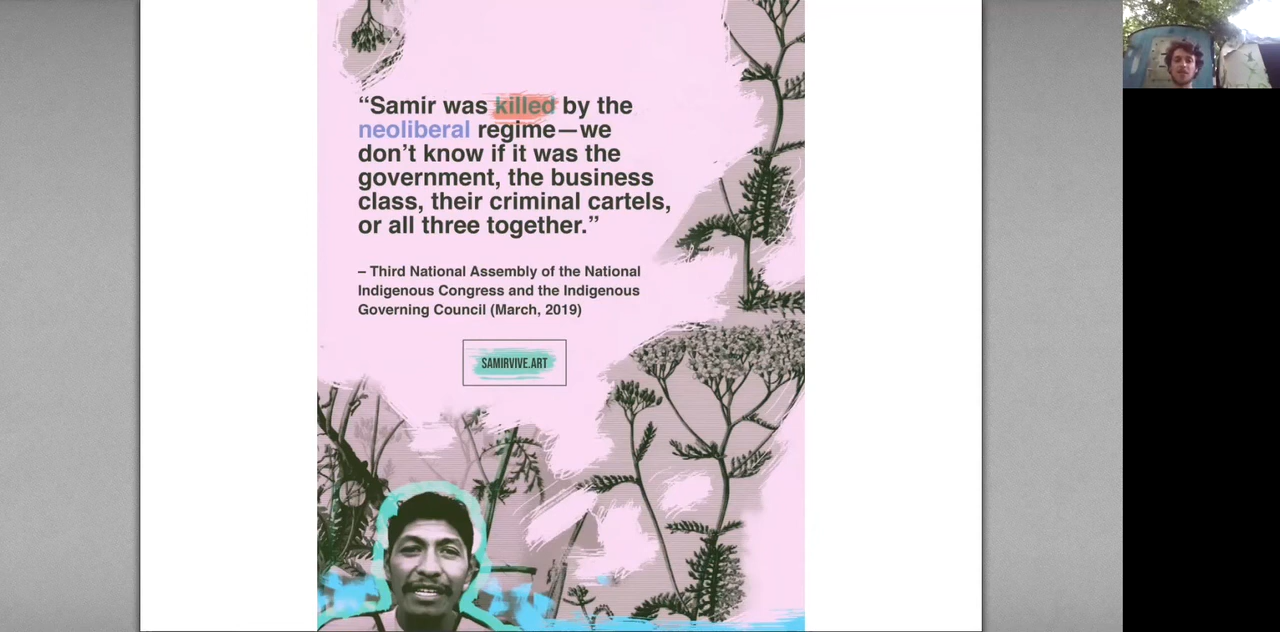 “Samir was killed by the
neoliberal regime—we
don’t know if it was the
government, the business
class, their criminal cartels,
or all three together.”
– Third National Assembly of the National
Indigenous Congress and the Indigenous
Governing Council (March, 2019)
SAMIRVIVE.ART